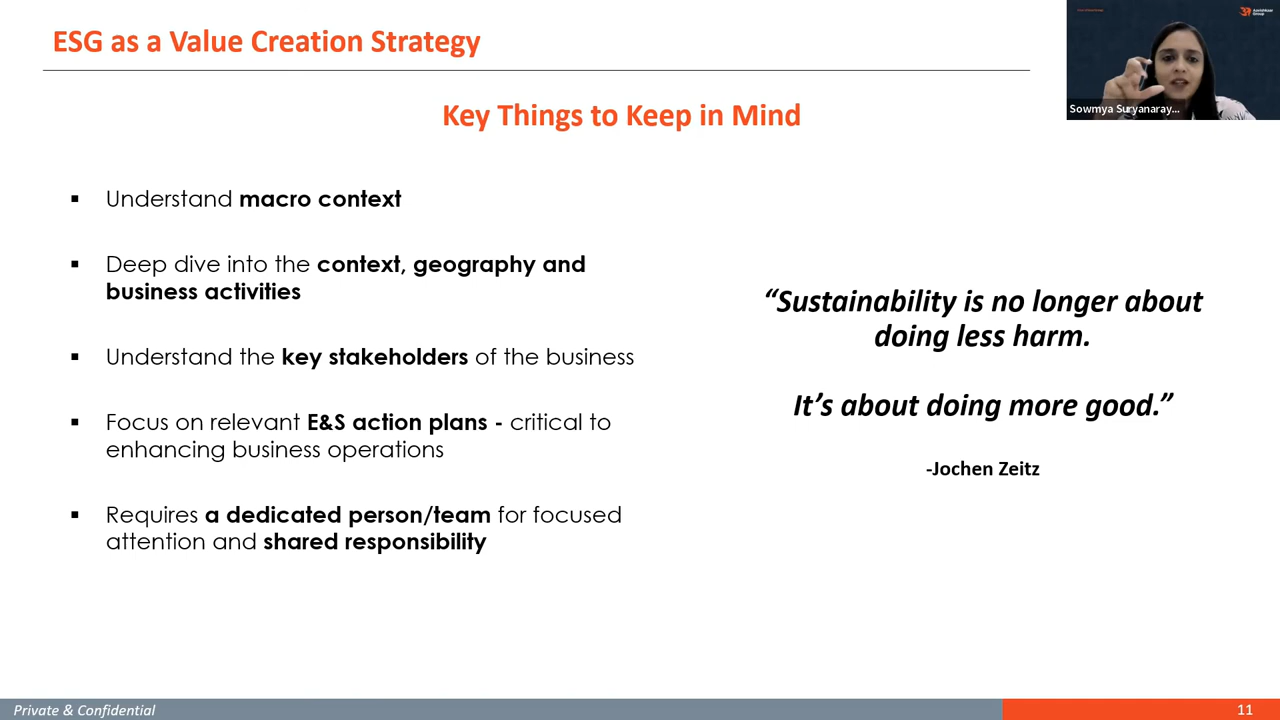 ESG as a Value Creation Strategy
Aavishkaar
Group
Sowmya Suryanaray...
Key Things to Keep in Mind
▪ Understand macro context
▪ Deep dive into the context, geography and
business activities
▪ Understand the key stakeholders of the business
▪ Focus on relevant E&S action plans - critical to
enhancing business operations
▪ Requires a dedicated person/team for focused
attention and shared responsibility
“Sustainability is no longer about
doing less harm.
It’s about doing more good.”
-Jochen Zeitz
Private & Confidential
11